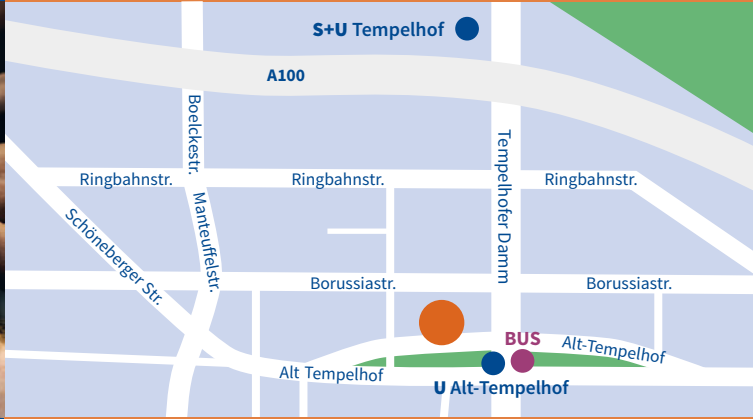 S+U Tempelhof
A100
Boelckestr.
Tempelhofer Damm
Ringbahnstr.
Ringbahnstr.
Ringbahnstr.
Manteuffelstr.
Schöneberger Str.
Borussiastr.
Borussiastr.
BUS
Alt-Tempelhof
Alt Tempelhof
U Alt-Tempelhof